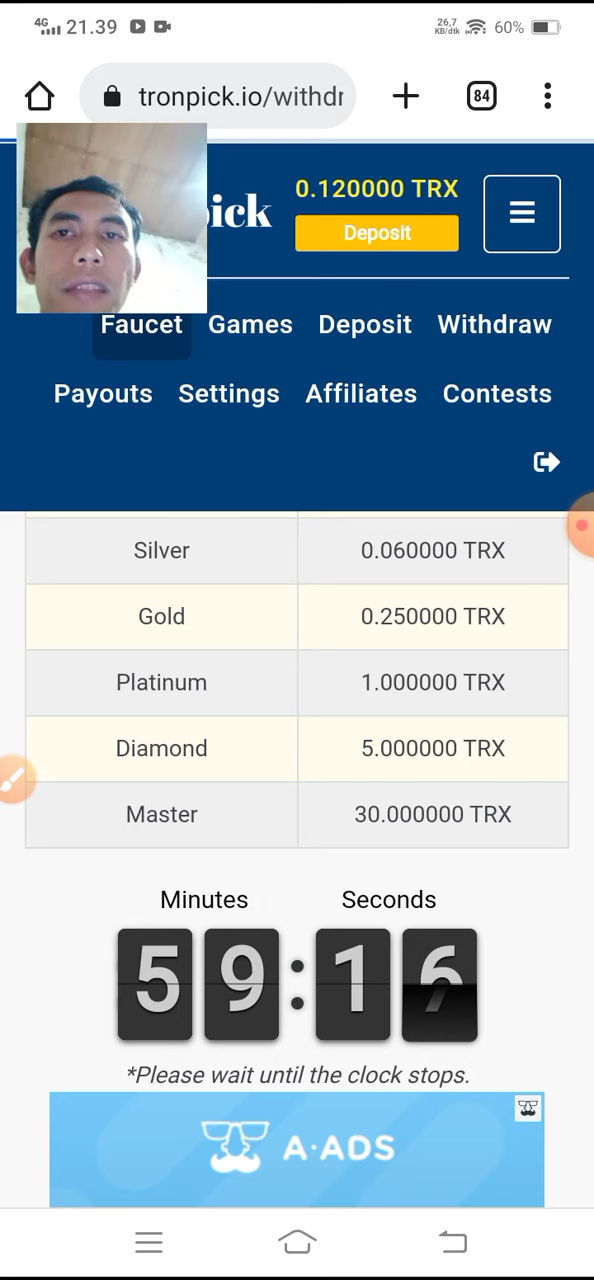 4G 21.39 26,7 KB/dtk 60%
tronpick.io/withdr 84
0.120000 TRX
ick
Deposit
Faucet Games Deposit Withdraw
Payouts Settings Affiliates Contests
Silver 0.060000 TRX
Gold 0.250000 TRX
Platinum 1.000000 TRX
Diamond 5.000000 TRX
Master 30.000000 TRX
Minutes Seconds
59:1
*Please wait until the clock stops.
A-ADS